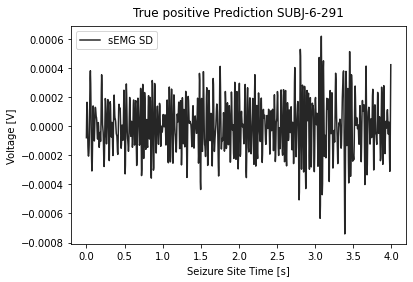 True positive Prediction SUBJ-6-291
sEMG SD
0.0006
0.0004
0.0002
0.0000
−0.0002
−0.0004
−0.0006
−0.0008
Voltage [V]
0.0 0.5 1.0 1.5 2.0 2.5 3.0 3.5 4.0
Seizure Site Time [s]